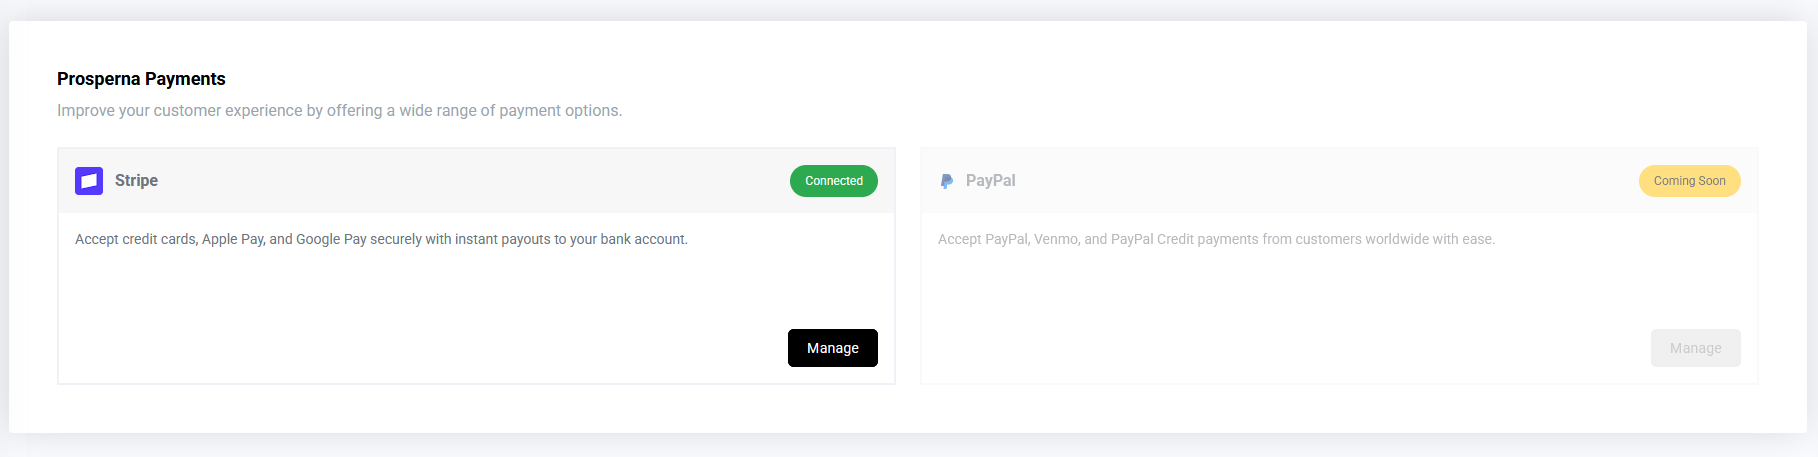 Prosperna Payments
Improve your customer experience by offering a wide range of payment options.
Stripe
Connected
Accept credit cards, Apple Pay, and Google Pay securely with instant payouts to your bank account.
Manage
PayPal
Coming Soon
Accept PayPal, Venmo, and PayPal Credit payments from customers worldwide with ease.
Manage